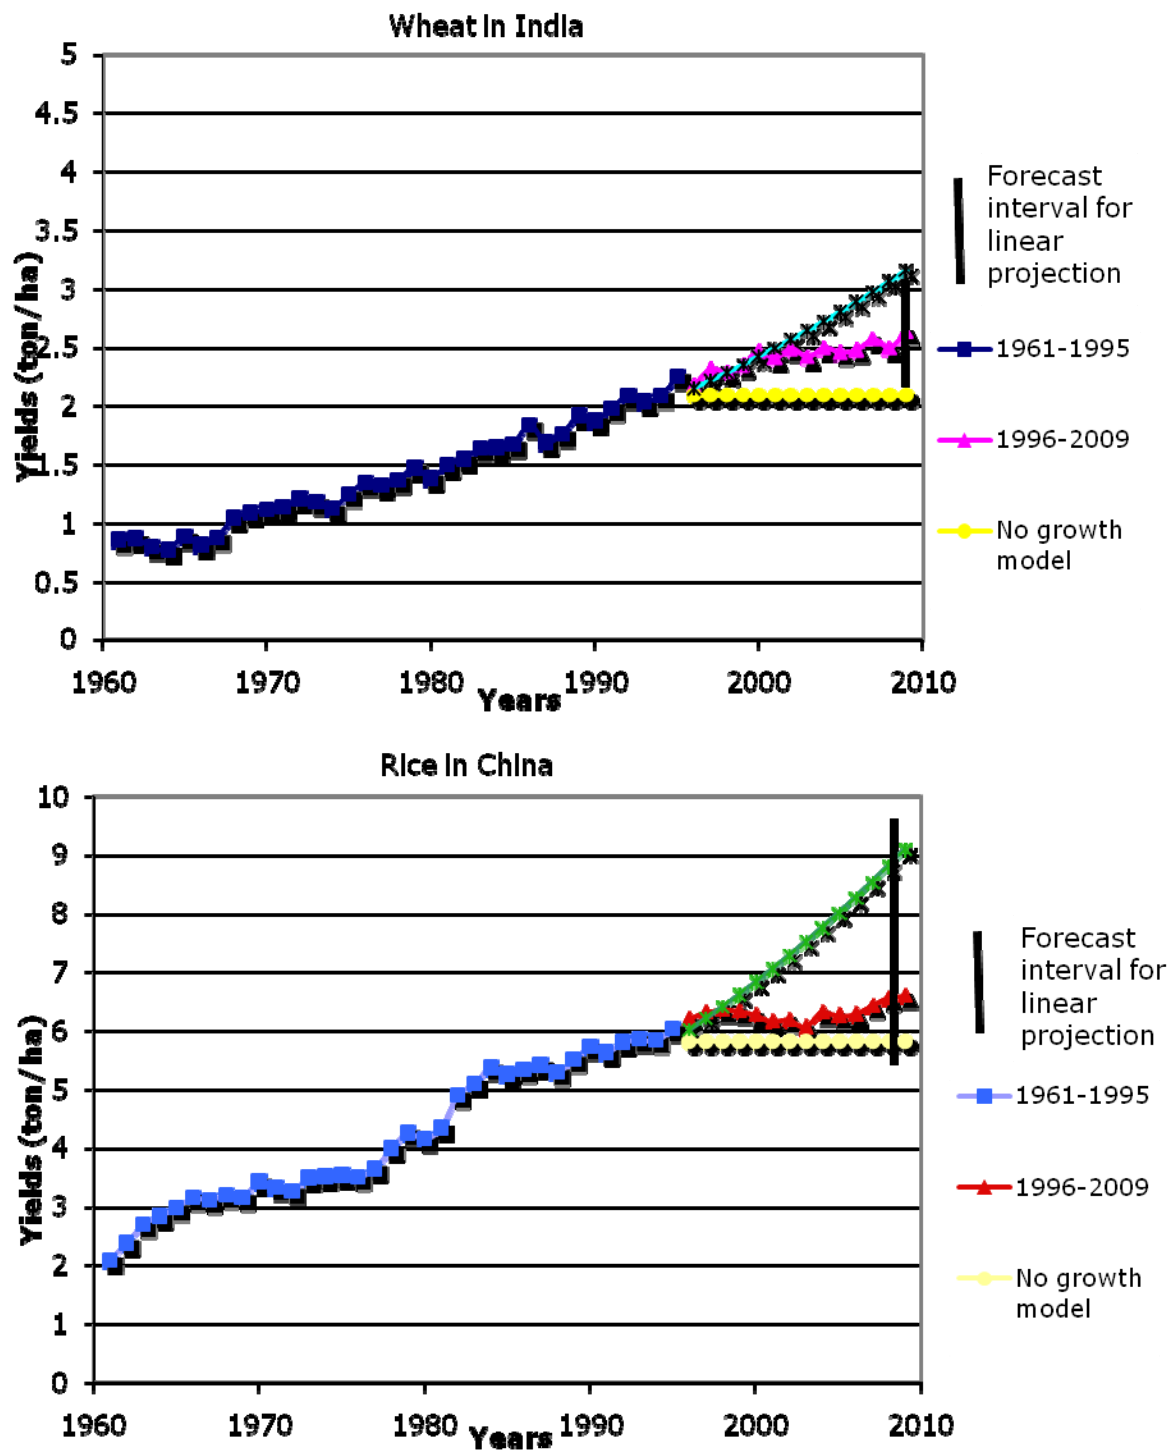 Wheat in India
5
4.5
4
3.5
3
2.5
2
1.5
1
0.5
0
Yields (ton/ha)
1960 1970 1980 1990 2000 2010
Years
Forecast
interval for
linear
projection
1961-1995
1996-2009
No growth
model
Rice in China
10
9
8
7
6
5
4
3
2
1
0
Yields (ton/ha)
1960 1970 1980 1990 2000 2010
Years
Forecast
interval for
linear
projection
1961-1995
1996-2009
No growth
model